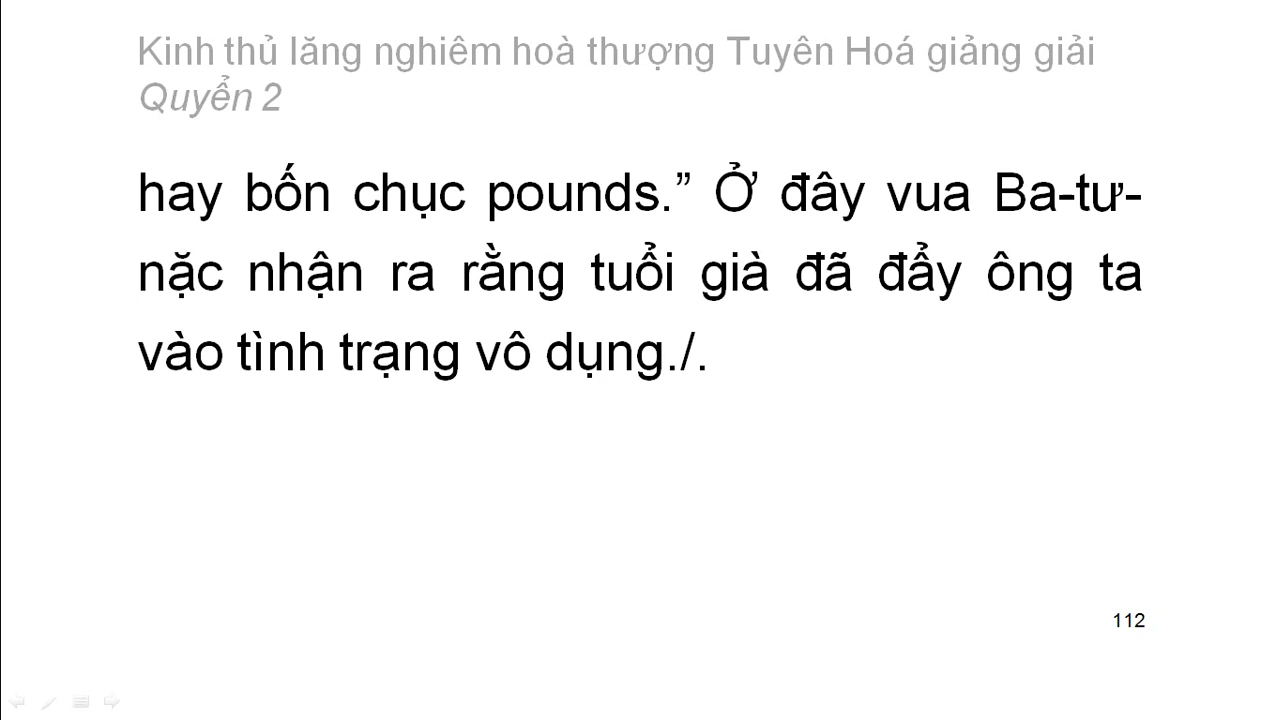 Kinh thủ lăng nghiêm hoà thượng Tuyên Hoá giảng giải
Quyển 2
hay bốn chục pounds.” Ở đây vua Ba-tư-
nặc nhận ra rằng tuổi già đã đẩy ông ta
vào tình trạng vô dụng./.
112